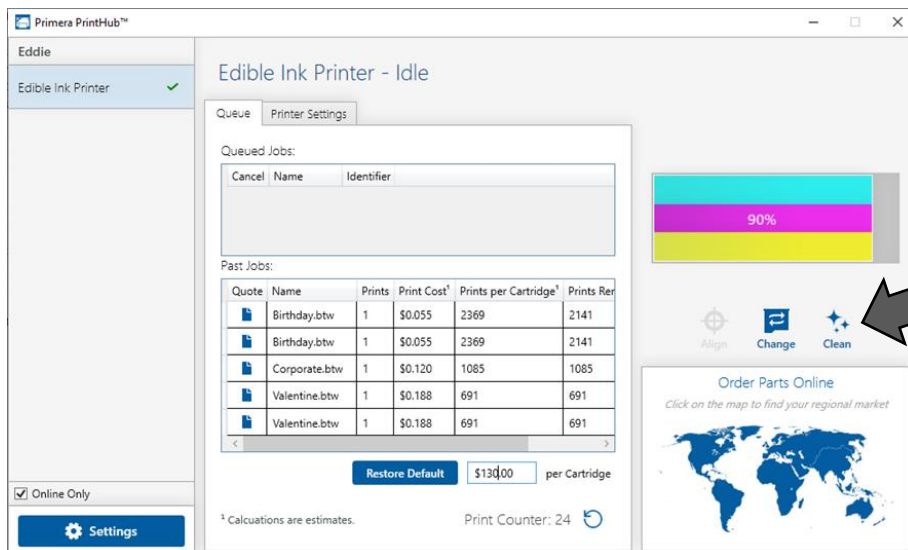 Primera PrintHub™
Eddie
Edible Ink Printer
Edible Ink Printer - Idle
Queue Printer Settings
Queued Jobs:
Cancel Name Identifier
Past Jobs:
Quote Name Prints Print Cost¹ Prints per Cartridge¹ Prints Rer
Birthday.btw 1 $0.055 2369 2141
Birthday.btw 1 $0.055 2369 2141
Corporate.btw 1 $0.120 1085 1085
Valentine.btw 1 $0.188 691 691
Valentine.btw 1 $0.188 691 691
Restore Default $130.00 per Cartridge
¹ Calcuations are estimates. Print Counter: 24
90%
Align Change Clean
Order Parts Online
Click on the map to find your regional market
Online Only
Settings